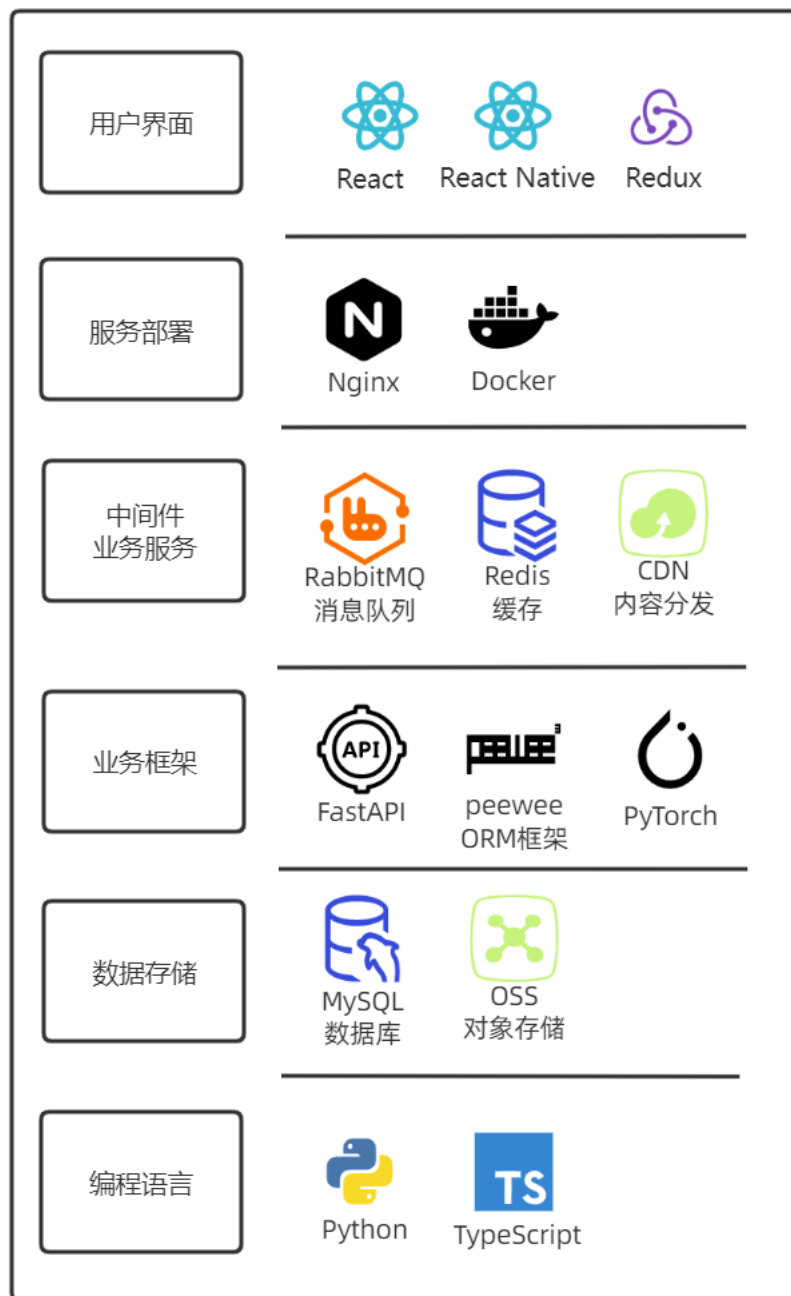 用户界面
React
React Native
Redux
服务部署
N
Nginx
Docker
中间件
业务服务
RabbitMQ
消息队列
Redis
缓存
CDN
内容分发
业务框架
API
FastAPI
peewee
3
peewee
ORM框架
PyTorch
数据存储
MySQL
数据库
OSS
对象存储
编程语言
Python
TS
TypeScript